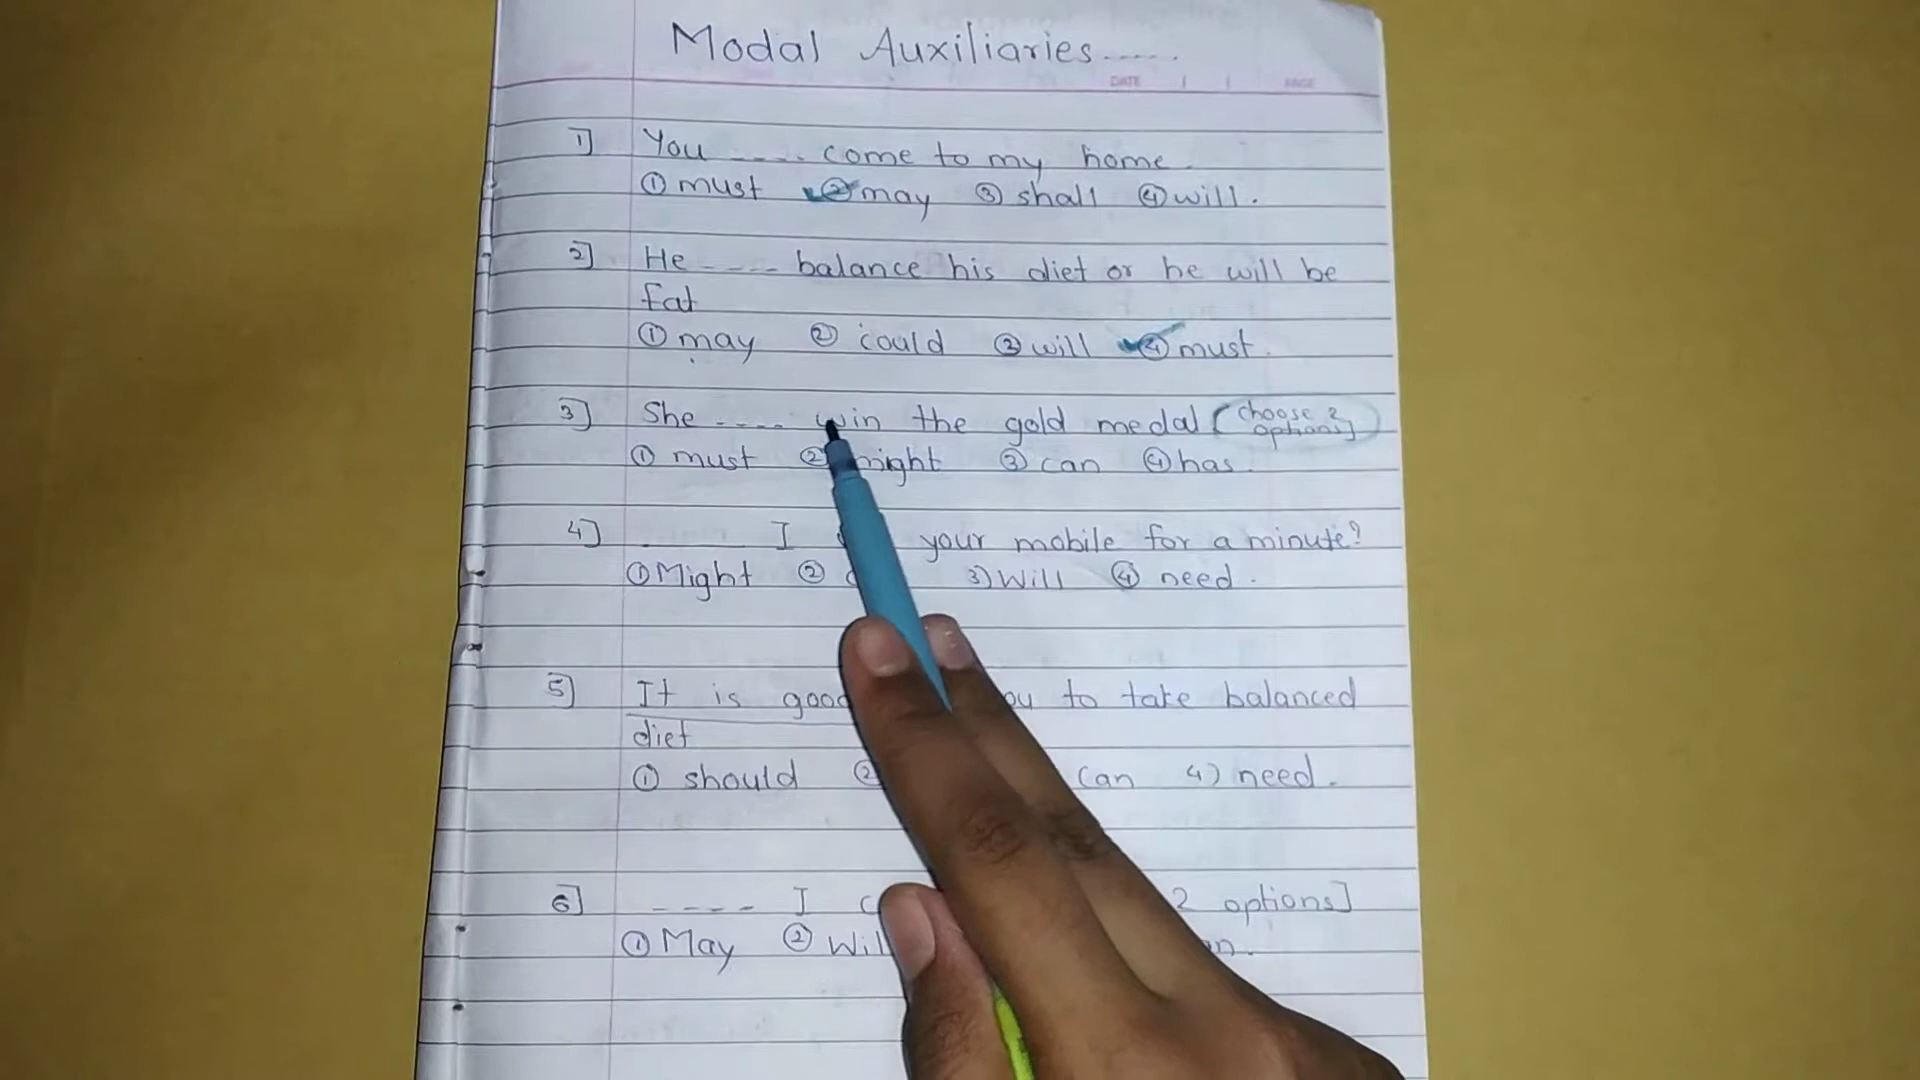 Modal Auxiliaries.....
DATE / / PAGE
1] You ---- come to my home.
① must ② may ③ shall ④ will.
2] He ---- balance his diet or he will be
fat
① may ② could ③ will ④ must.
3] She ---- win the gold medal [choose 2
options]
① must ② might ③ can ④ has.
4] ---- I your mobile for a minute?
① Might ② 3) Will ④ need.
5] It is good to take balanced
diet
① should ② can 4) need.
6] ---- I 2 options]
① May ②